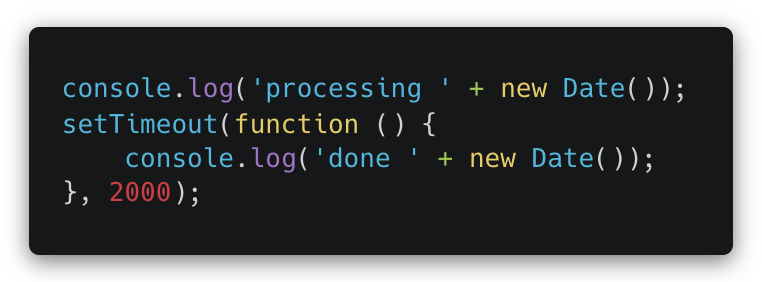 console.log('processing ' + new Date());
setTimeout(function () {
    console.log('done ' + new Date());
}, 2000);